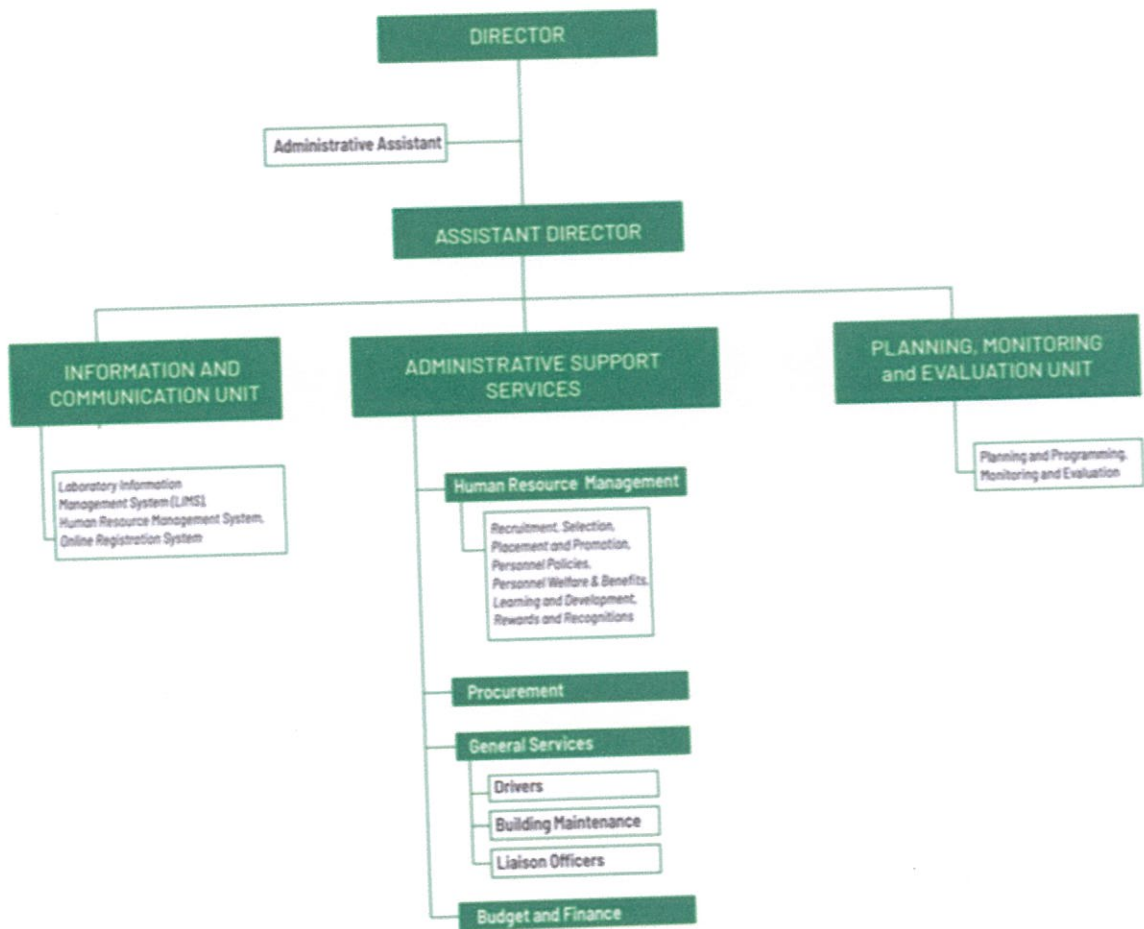 DIRECTOR
Administrative Assistant
ASSISTANT DIRECTOR
INFORMATION AND
COMMUNICATION UNIT
Laboratory Information
Management System (LIMS),
Human Resource Management System,
Online Registration System
ADMINISTRATIVE SUPPORT
SERVICES
Human Resource Management
Recruitment, Selection,
Placement and Promotion,
Personnel Policies,
Personnel Welfare & Benefits,
Learning and Development,
Rewards and Recognitions
Procurement
General Services
Drivers
Building Maintenance
Liaison Officers
Budget and Finance
PLANNING, MONITORING
and EVALUATION UNIT
Planning and Programming,
Monitoring and Evaluation